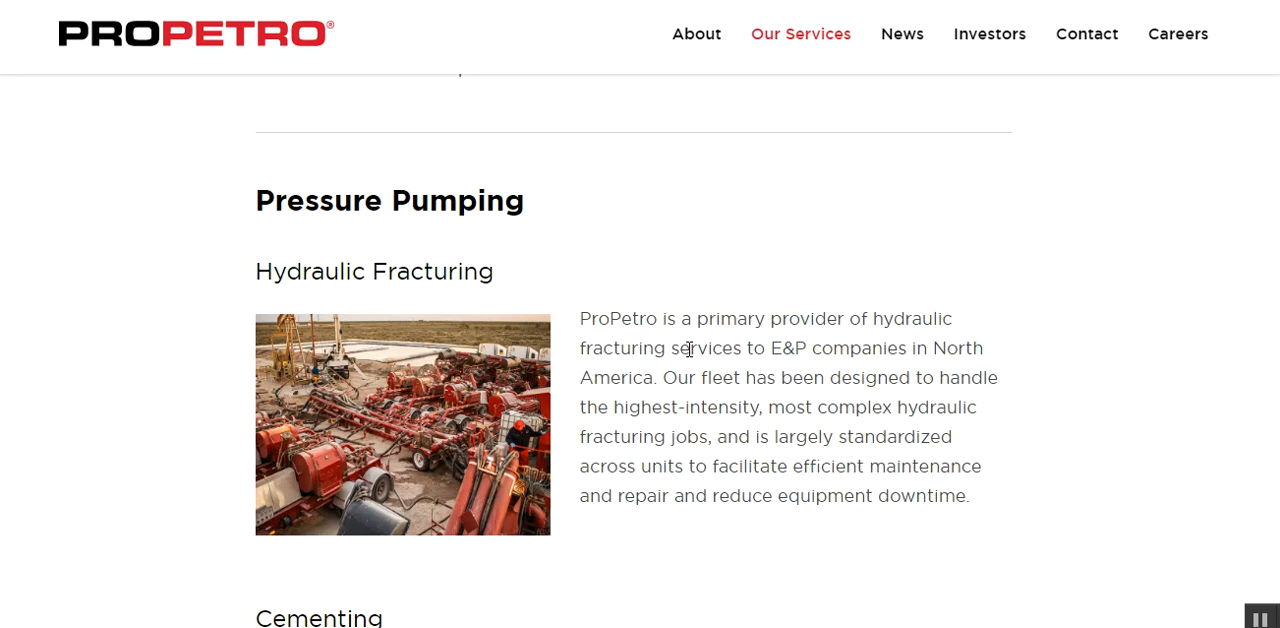 PROPETRO®
About Our Services News Investors Contact Careers
Pressure Pumping
Hydraulic Fracturing
ProPetro is a primary provider of hydraulic
fracturing services to E&P companies in North
America. Our fleet has been designed to handle
the highest-intensity, most complex hydraulic
fracturing jobs, and is largely standardized
across units to facilitate efficient maintenance
and repair and reduce equipment downtime.
Cementing